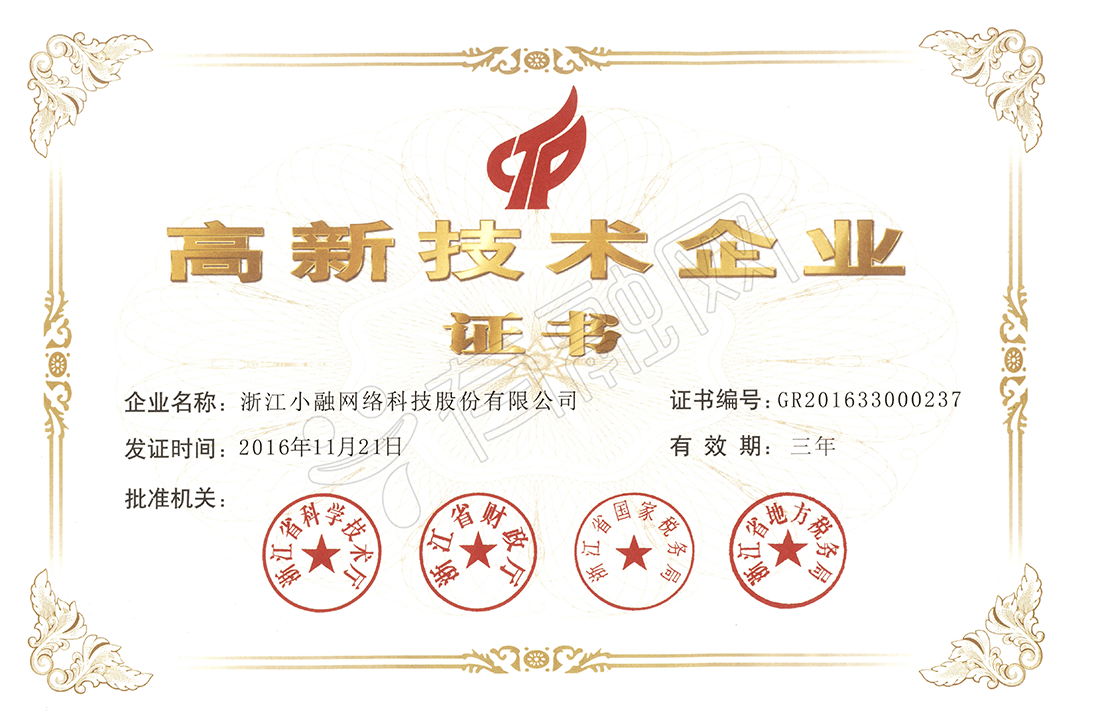 CTP
高新技术企业
证书
企业名称：浙江小融网络科技股份有限公司
证书编号：GR201633000237
发证时间：2016年11月21日
有效期：三年
批准机关：
浙江省科学技术厅
浙江省财政厅
浙江省国家税务局
浙江省地方税务局
存融网